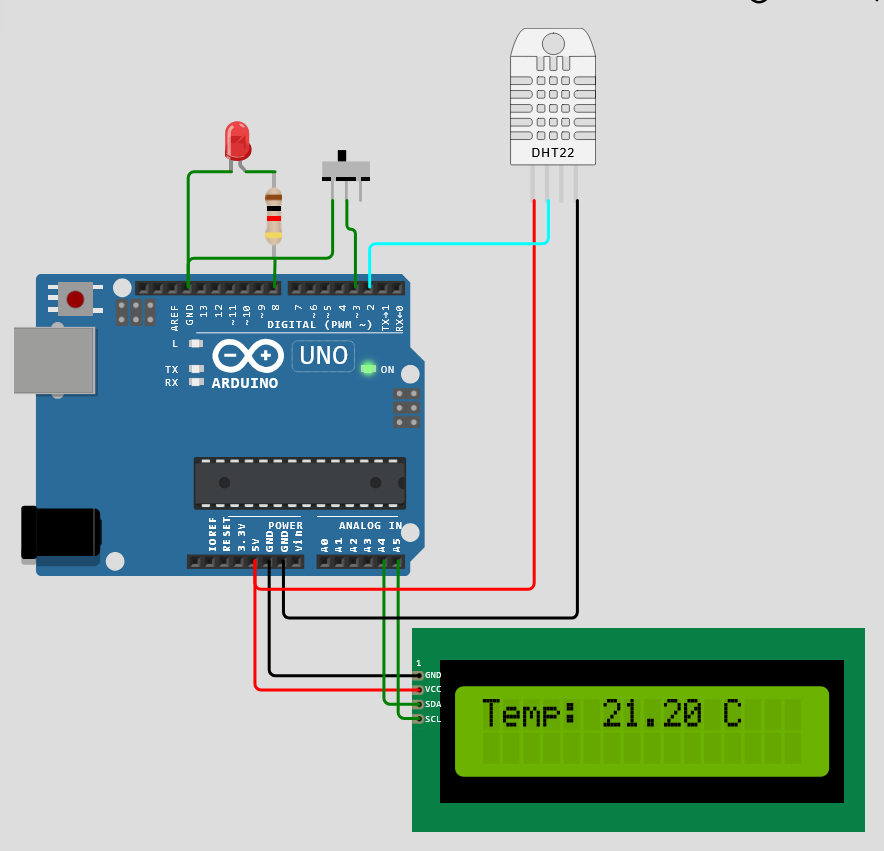 DHT22
AREF
GND
13
12
~11
~10
~9
8
7
~6
~5
4
~3
2
TX→1
RX←0
DIGITAL (PWM ~)
L
TX
RX
UNO
ARDUINO
ON
POWER
ANALOG IN
IOREF
RESET
3.3V
5V
GND
GND
Vin
A0
A1
A2
A3
A4
A5
1
GND
VCC
SDA
SCL
Temp: 21.20 C